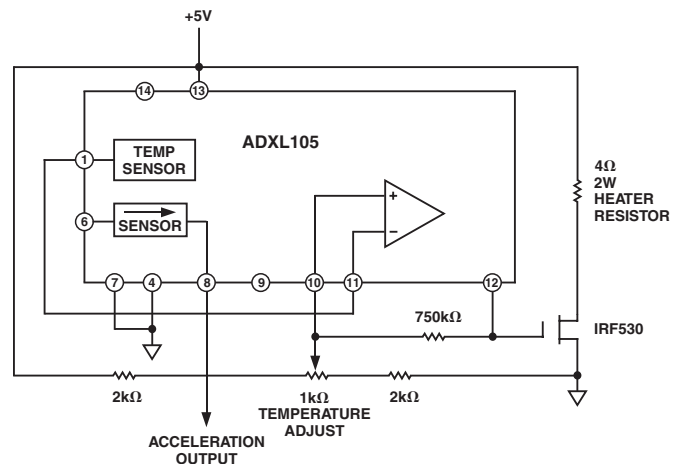 +5V
14
13
ADXL105
1
TEMP
SENSOR
4Ω
2W
HEATER
RESISTOR
+
6
SENSOR
−
7
4
8
9
10
11
12
750kΩ
IRF530
2kΩ
1kΩ
2kΩ
TEMPERATURE
ADJUST
ACCELERATION
OUTPUT